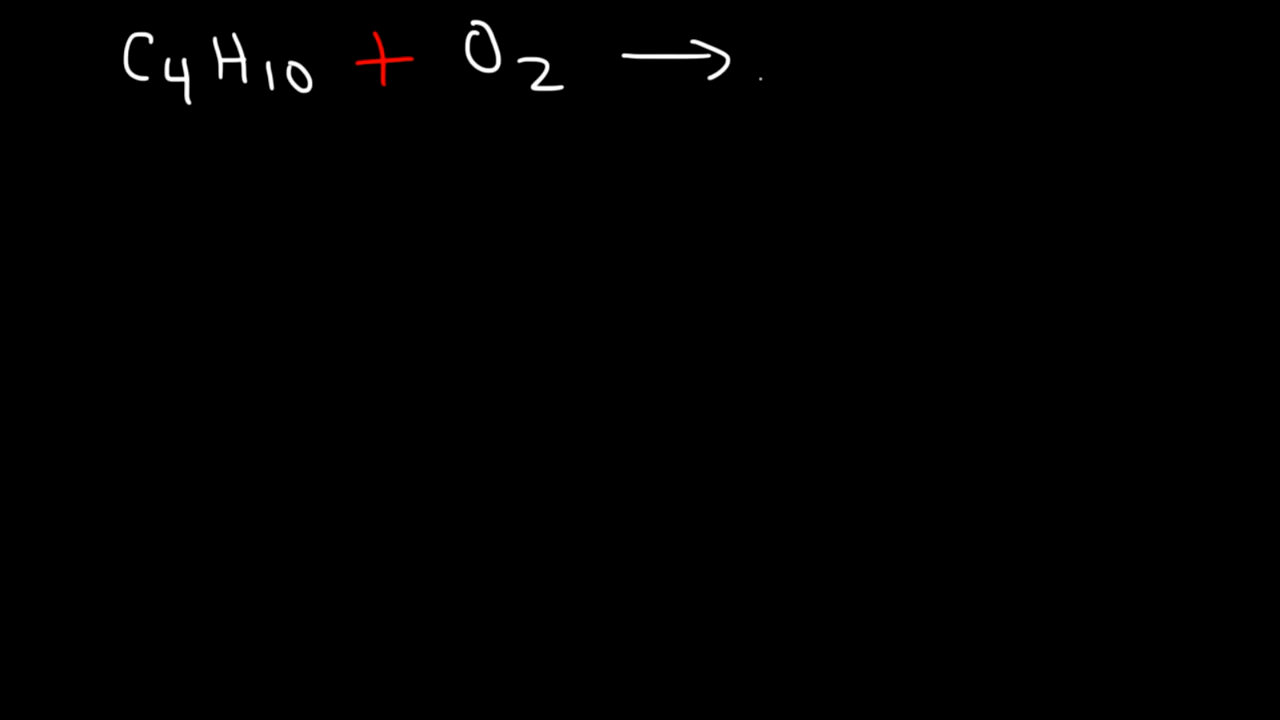 C₄H₁₀ + O₂ →